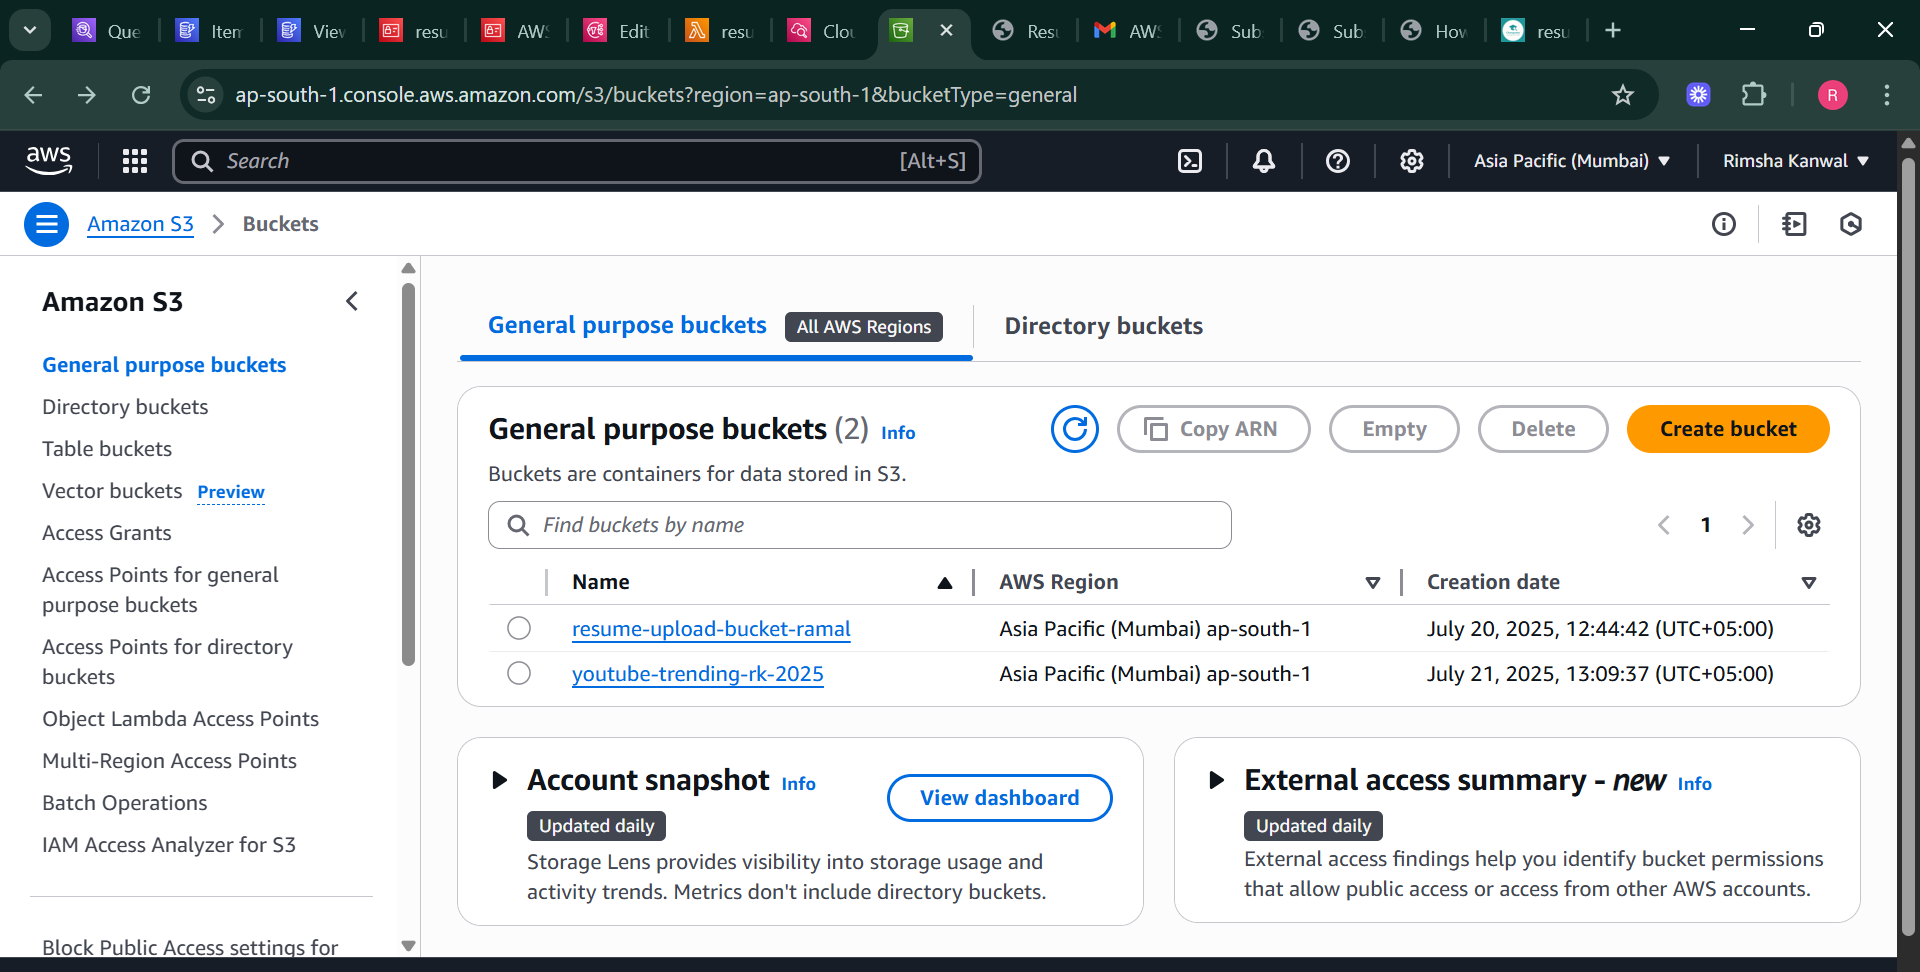 Que
Item
View
resu
AWS
Edit
resu
Clou
Resu
AWS
Sub
Sub
How
resu
ap-south-1.console.aws.amazon.com/s3/buckets?region=ap-south-1&bucketType=general
R
aws
Search
[Alt+S]
Asia Pacific (Mumbai)
Rimsha Kanwal
Amazon S3
Buckets
Amazon S3
General purpose buckets
Directory buckets
Table buckets
Vector buckets Preview
Access Grants
Access Points for general
purpose buckets
Access Points for directory
buckets
Object Lambda Access Points
Multi-Region Access Points
Batch Operations
IAM Access Analyzer for S3
Block Public Access settings for
General purpose buckets All AWS Regions
Directory buckets
General purpose buckets (2) Info
Copy ARN
Empty
Delete
Create bucket
Buckets are containers for data stored in S3.
Find buckets by name
1
Name AWS Region Creation date
resume-upload-bucket-ramal Asia Pacific (Mumbai) ap-south-1 July 20, 2025, 12:44:42 (UTC+05:00)
youtube-trending-rk-2025 Asia Pacific (Mumbai) ap-south-1 July 21, 2025, 13:09:37 (UTC+05:00)
Account snapshot Info
View dashboard
Updated daily
Storage Lens provides visibility into storage usage and
activity trends. Metrics don't include directory buckets.
External access summary - new Info
Updated daily
External access findings help you identify bucket permissions
that allow public access or access from other AWS accounts.